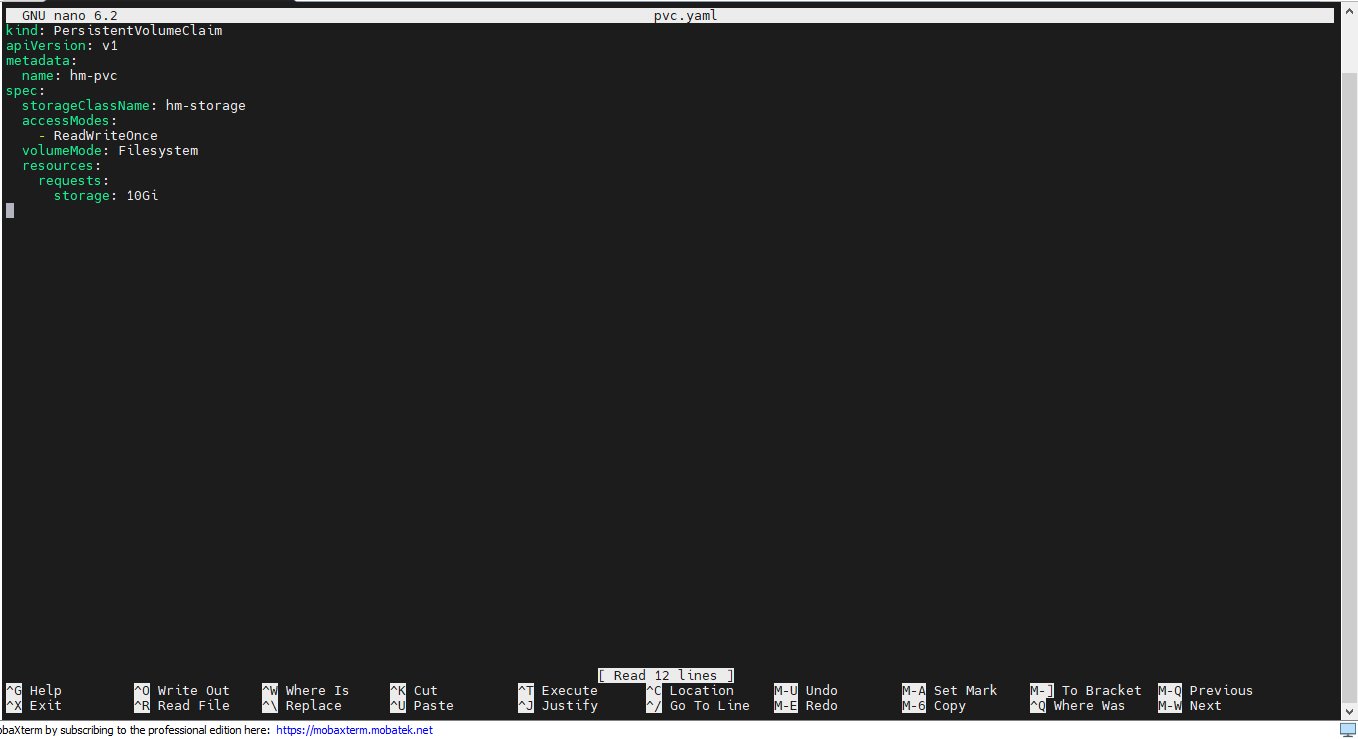 GNU nano 6.2 pvc.yaml
kind: PersistentVolumeClaim
apiVersion: v1
metadata:
  name: hm-pvc
spec:
  storageClassName: hm-storage
  accessModes:
    - ReadWriteOnce
  volumeMode: Filesystem
  resources:
    requests:
      storage: 10Gi
[ Read 12 lines ]
^G Help ^O Write Out ^W Where Is ^K Cut ^T Execute ^C Location M-U Undo M-A Set Mark M-] To Bracket M-Q Previous
^X Exit ^R Read File ^\ Replace ^U Paste ^J Justify ^/ Go To Line M-E Redo M-6 Copy ^Q Where Was M-W Next
obaXterm by subscribing to the professional edition here: https://mobaxterm.mobatek.net